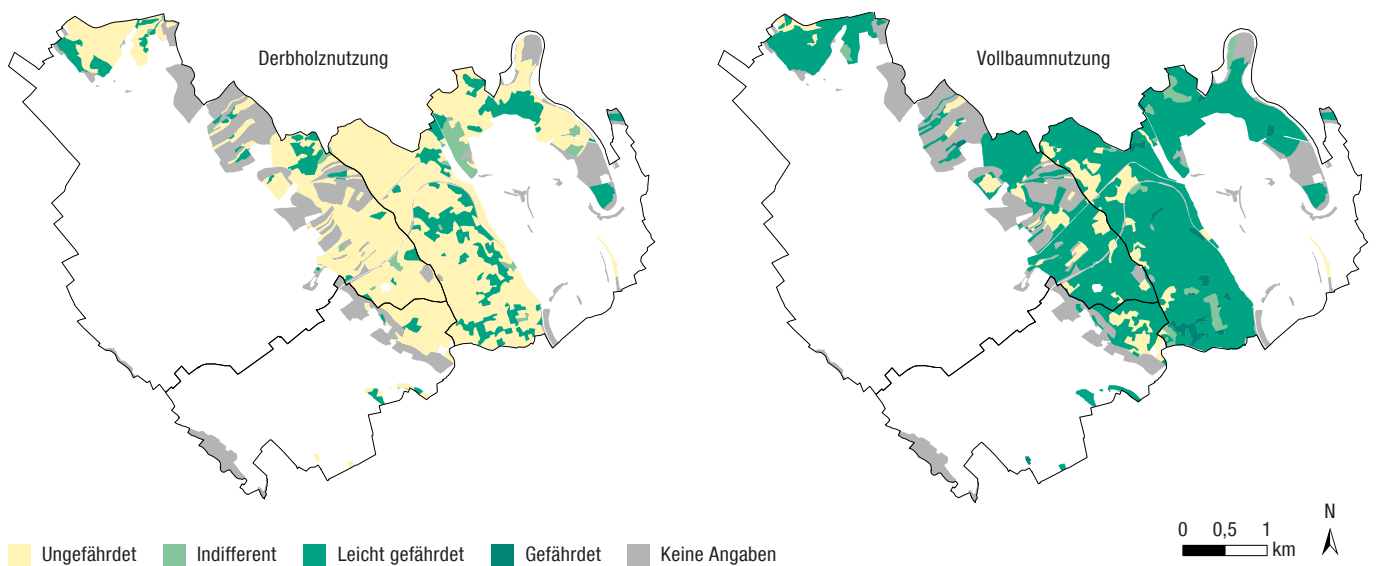 Derbholznutzung
Vollbaumnutzung
Ungefährdet
Indifferent
Leicht gefährdet
Gefährdet
Keine Angaben
0 0,5 1
km
N